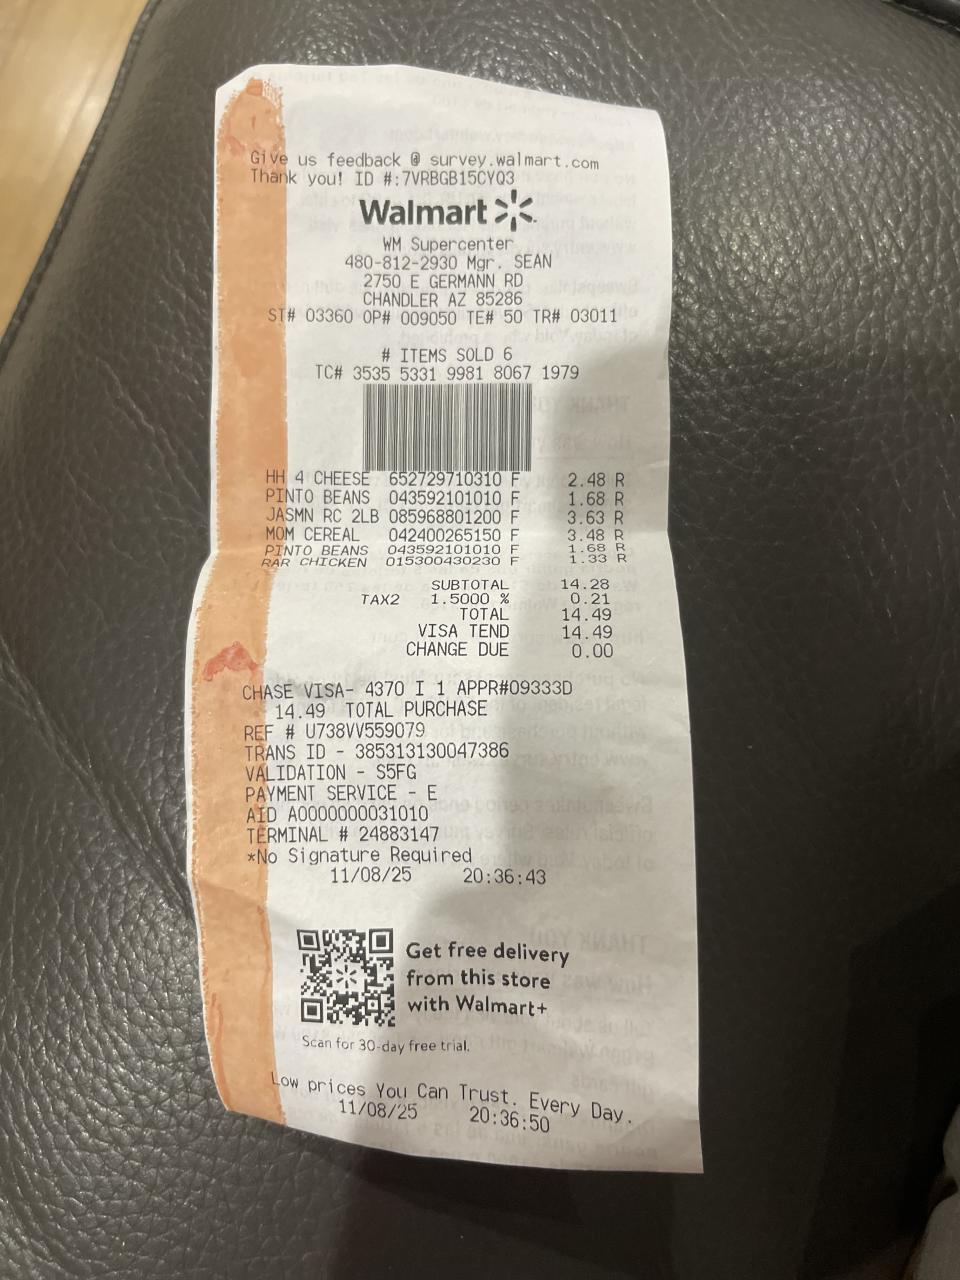 Give us feedback @ survey.walmart.com
Thank you! ID #:7VRBGB15CYQ3
Walmart
WM Supercenter
480-812-2930 Mgr. SEAN
2750 E GERMANN RD
CHANDLER AZ 85286
ST# 03360 OP# 009050 TE# 50 TR# 03011
# ITEMS SOLD 6
TC# 3535 5331 9981 8067 1979
HH 4 CHEESE 652729710310 F 2.48 R
PINTO BEANS 043592101010 F 1.68 R
JASMN RC 2LB 085968801200 F 3.63 R
MOM CEREAL 042400265150 F 3.48 R
PINTO BEANS 043592101010 F 1.68 R
RAR CHICKEN 015300430230 F 1.33 R
SUBTOTAL 14.28
TAX2 1.5000 % 0.21
TOTAL 14.49
VISA TEND 14.49
CHANGE DUE 0.00
CHASE VISA- 4370 I 1 APPR#09333D
14.49 TOTAL PURCHASE
REF # U738VV559079
TRANS ID - 385313130047386
VALIDATION - S5FG
PAYMENT SERVICE - E
AID A0000000031010
TERMINAL # 24883147
*No Signature Required
11/08/25 20:36:43
Get free delivery
from this store
with Walmart+
Scan for 30-day free trial.
Low prices You Can Trust. Every Day.
11/08/25 20:36:50